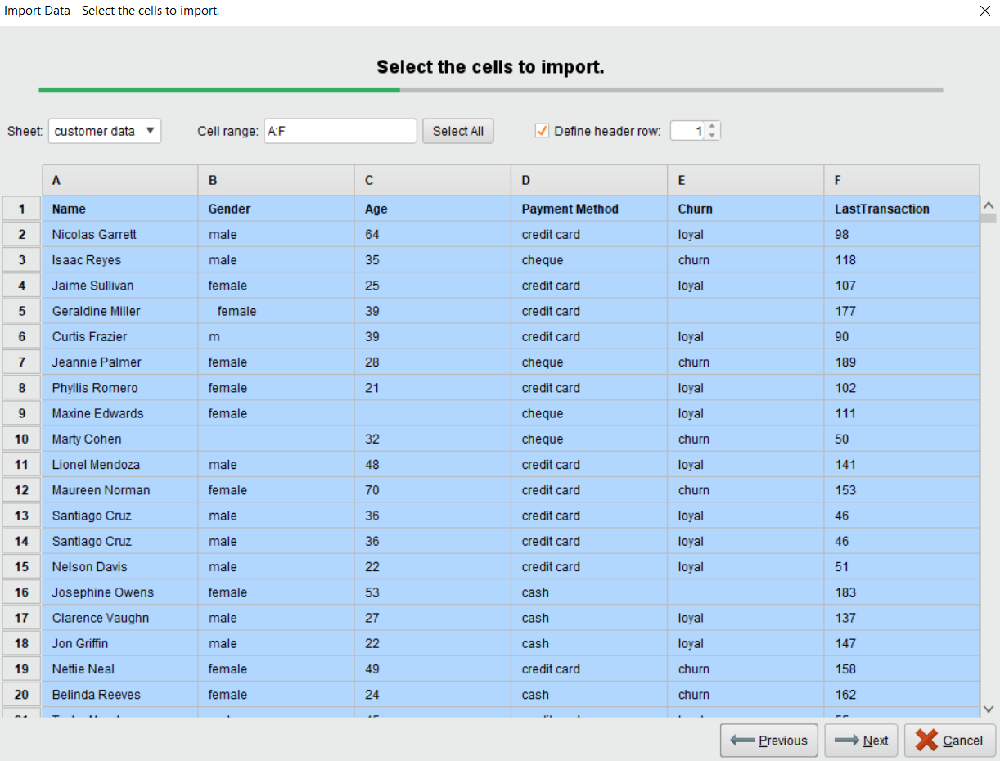 Import Data - Select the cells to import.
Select the cells to import.
Sheet: customer data Cell range: A:F Select All Define header row: 1
A B C D E F
1 Name Gender Age Payment Method Churn LastTransaction
2 Nicolas Garrett male 64 credit card loyal 98
3 Isaac Reyes male 35 cheque churn 118
4 Jaime Sullivan female 25 credit card loyal 107
5 Geraldine Miller female 39 credit card 177
6 Curtis Frazier m 39 credit card loyal 90
7 Jeannie Palmer female 28 cheque churn 189
8 Phyllis Romero female 21 credit card loyal 102
9 Maxine Edwards female cheque loyal 111
10 Marty Cohen 32 cheque churn 50
11 Lionel Mendoza male 48 credit card loyal 141
12 Maureen Norman female 70 credit card churn 153
13 Santiago Cruz male 36 credit card loyal 46
14 Santiago Cruz male 36 credit card loyal 46
15 Nelson Davis male 22 credit card loyal 51
16 Josephine Owens female 53 cash 183
17 Clarence Vaughn male 27 cash loyal 137
18 Jon Griffin male 22 cash loyal 147
19 Nettie Neal female 49 credit card churn 158
20 Belinda Reeves female 24 cash churn 162
Previous Next Cancel